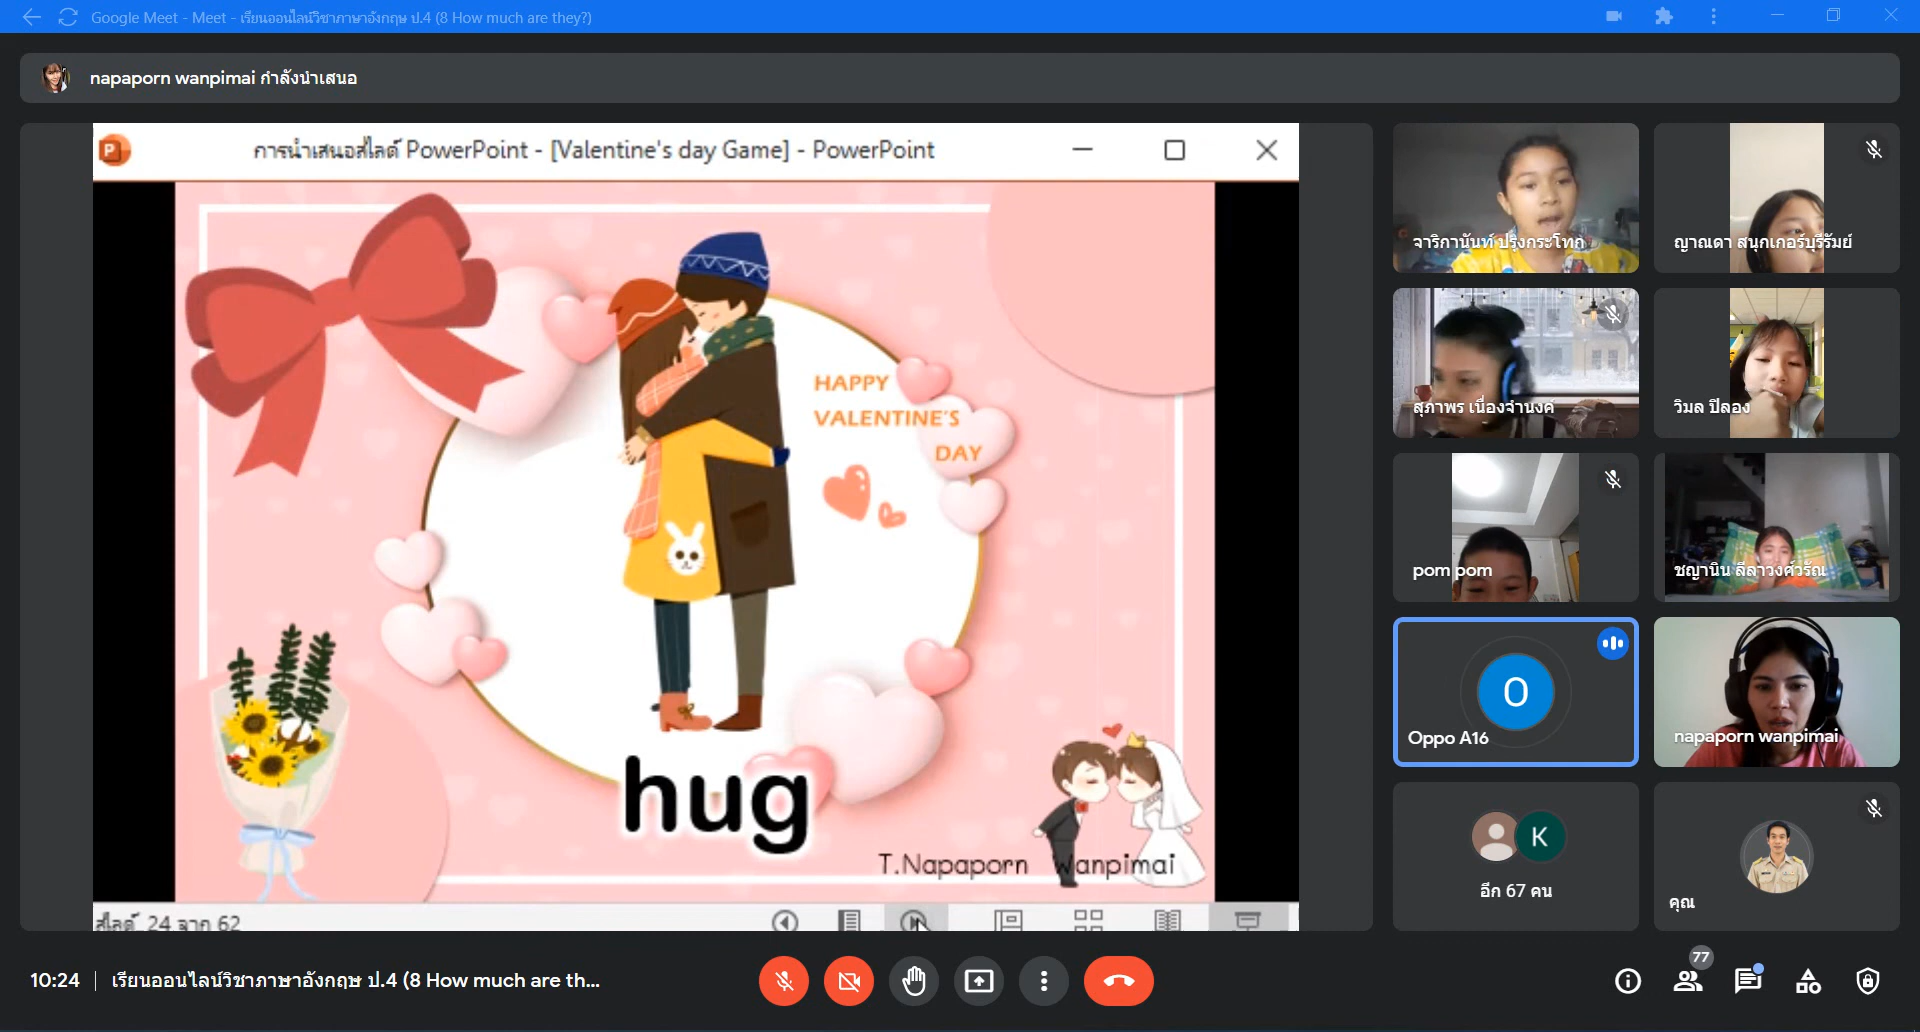 Google Meet - Meet - เรียนออนไลน์วิชาภาษาอังกฤษ ป.4 (8 How much are they?)
napaporn wanpimai กำลังนำเสนอ
การนำเสนอสไลด์ PowerPoint - [Valentine's day Game] - PowerPoint
HAPPY
VALENTINE'S
DAY
hug
T.Napaporn Wanpimai
สไลด์ 24 จาก 62
จาริกานันท์ ปรุงกระโทก
ญาณดา สนุกเกอร์บุรีรัมย์
สุภาพร เนื่องจำนงค์
วิมล ปีลอง
pom pom
ชญานิน ลีลาวงศ์วรัณ
O
Oppo A16
napaporn wanpimai
K
อีก 67 คน
คุณ
10:24
เรียนออนไลน์วิชาภาษาอังกฤษ ป.4 (8 How much are th...
77